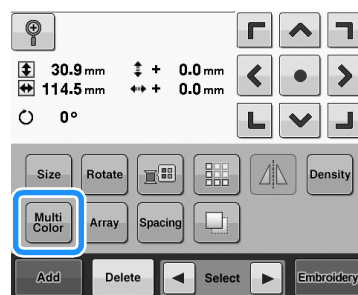 30.9 mm + 0.0 mm
114.5 mm + 0.0 mm
0°
Size Rotate Density
Multi Color Array Spacing
Add Delete Select Embroidery